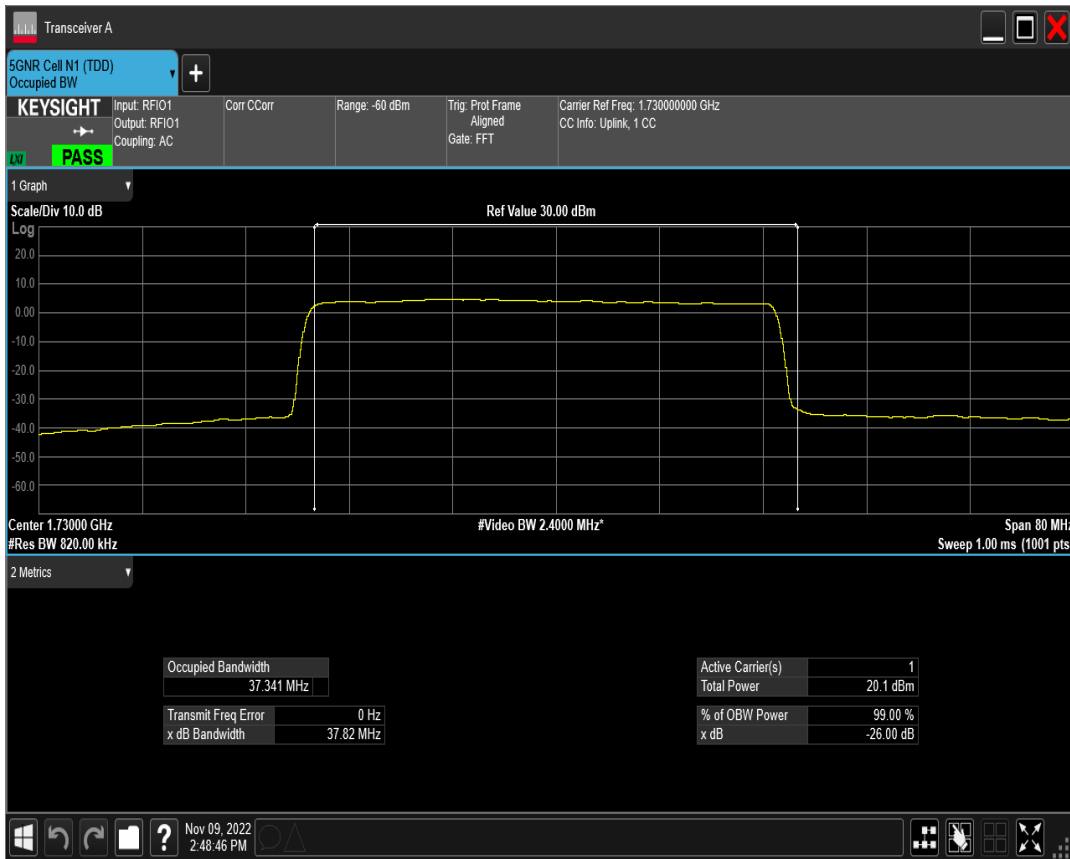 Transceiver A
5GNR Cell N1 (TDD)
Occupied BW
+
KEYSIGHT
LXI
PASS
Input: RFIO1
Output: RFIO1
Coupling: AC
Corr CCorr
Range: -60 dBm
Trig: Prot Frame
Aligned
Gate: FFT
Carrier Ref Freq: 1.730000000 GHz
CC Info: Uplink, 1 CC
1 Graph
Scale/Div 10.0 dB
Ref Value 30.00 dBm
Log
20.0
10.0
0.00
-10.0
-20.0
-30.0
-40.0
-50.0
-60.0
Center 1.73000 GHz
#Video BW 2.4000 MHz*
Span 80 MHz
#Res BW 820.00 kHz
Sweep 1.00 ms (1001 pts
2 Metrics
Occupied Bandwidth
37.341 MHz
Transmit Freq Error 0 Hz
x dB Bandwidth 37.82 MHz
Active Carrier(s) 1
Total Power 20.1 dBm
% of OBW Power 99.00 %
x dB -26.00 dB
?
Nov 09, 2022
2:48:46 PM